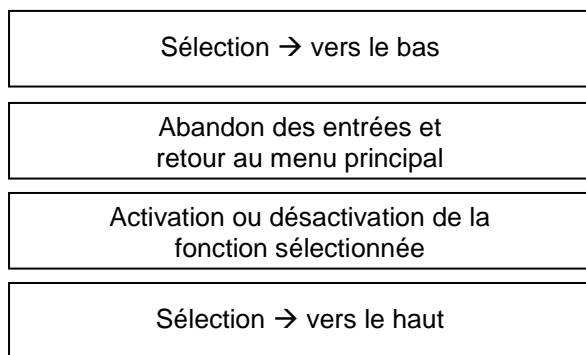 Sélection → vers le bas
Abandon des entrées et
retour au menu principal
Activation ou désactivation de la
fonction sélectionnée
Sélection → vers le haut